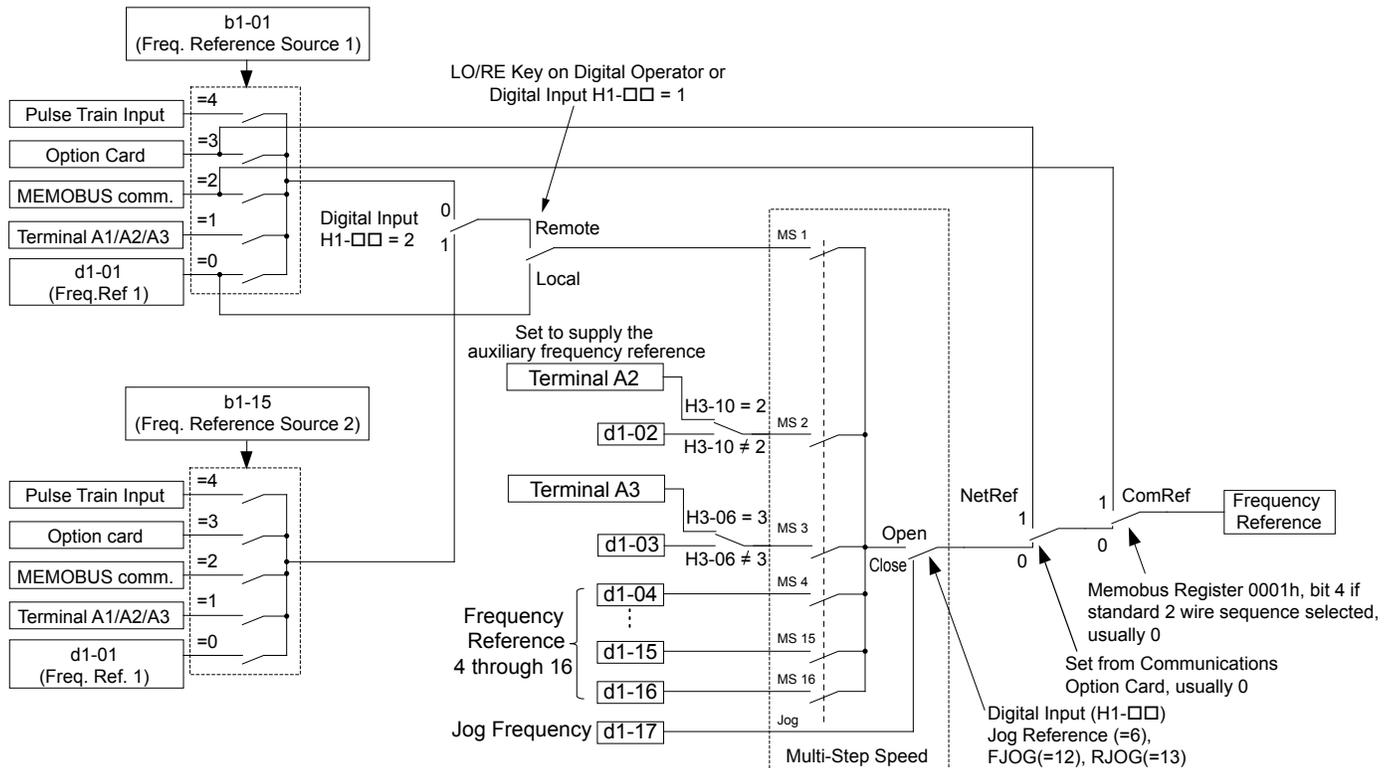 b1-01
(Freq. Reference Source 1)
LO/RE Key on Digital Operator or
Digital Input H1-□□ = 1
=4
Pulse Train Input
=3
Option Card
=2
MEMOBUS comm.
=1
Terminal A1/A2/A3
=0
d1-01
(Freq.Ref 1)
Digital Input
H1-□□ = 2
0
1
Remote
Local
MS 1
Set to supply the
auxiliary frequency reference
Terminal A2
H3-10 = 2
MS 2
d1-02
H3-10 ≠ 2
b1-15
(Freq. Reference Source 2)
=4
Pulse Train Input
=3
Option card
=2
MEMOBUS comm.
=1
Terminal A1/A2/A3
=0
d1-01
(Freq. Ref. 1)
Terminal A3
H3-06 = 3
MS 3
d1-03
H3-06 ≠ 3
Frequency
Reference
4 through 16
d1-04
MS 4
d1-15
MS 15
d1-16
MS 16
Jog Frequency
d1-17
Jog
Multi-Step Speed
Open
Close
NetRef
1
0
1
ComRef
0
Frequency
Reference
Memobus Register 0001h, bit 4 if
standard 2 wire sequence selected,
usually 0
Set from Communications
Option Card, usually 0
Digital Input (H1-□□)
Jog Reference (=6),
FJOG(=12), RJOG(=13)